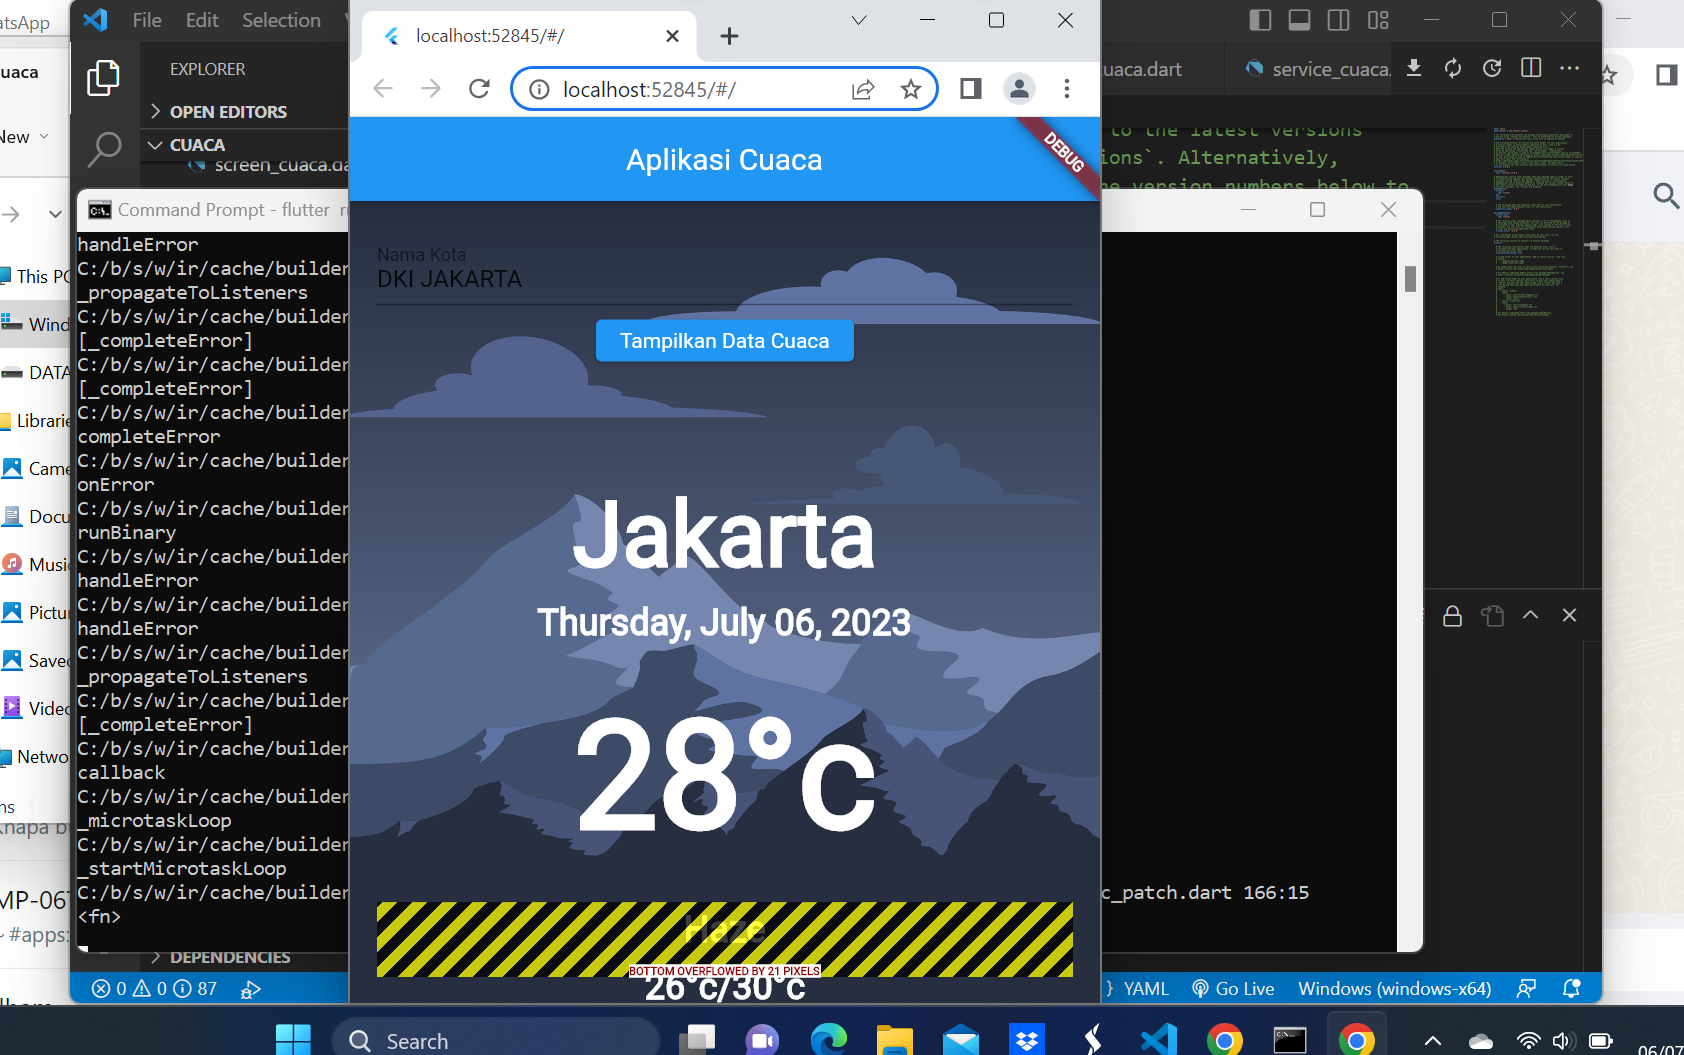 File Edit Selection
localhost:52845/#/
localhost:52845/#/
EXPLORER
OPEN EDITORS
CUACA
screen_cuaca.da
uaca.dart
service_cuaca.
to the latest versions
ions`. Alternatively,
he version numbers below to
Command Prompt - flutter ru
handleError
C:/b/s/w/ir/cache/builder
_propagateToListeners
C:/b/s/w/ir/cache/builder
[_completeError]
C:/b/s/w/ir/cache/builder
[_completeError]
C:/b/s/w/ir/cache/builder
completeError
C:/b/s/w/ir/cache/builder
onError
C:/b/s/w/ir/cache/builder
runBinary
C:/b/s/w/ir/cache/builder
handleError
C:/b/s/w/ir/cache/builder
handleError
C:/b/s/w/ir/cache/builder
_propagateToListeners
C:/b/s/w/ir/cache/builder
[_completeError]
C:/b/s/w/ir/cache/builder
callback
C:/b/s/w/ir/cache/builder
_microtaskLoop
C:/b/s/w/ir/cache/builder
_startMicrotaskLoop
C:/b/s/w/ir/cache/builder
c_patch.dart 166:15
<fn>
Aplikasi Cuaca
DEBUG
Nama Kota
DKI JAKARTA
Tampilkan Data Cuaca
Jakarta
Thursday, July 06, 2023
28°c
Haze
BOTTOM OVERFLOWED BY 21 PIXELS
26°c/30°c
atsApp
uaca
New
This PC
Wind
DATA
Librarie
Came
Docu
Music
Pictur
Saved
Video
Netwo
ms
MP-067
~ #apps:
DEPENDENCIES
0 0 87
YAML
Go Live
Windows (windows-x64)
Search
06/07